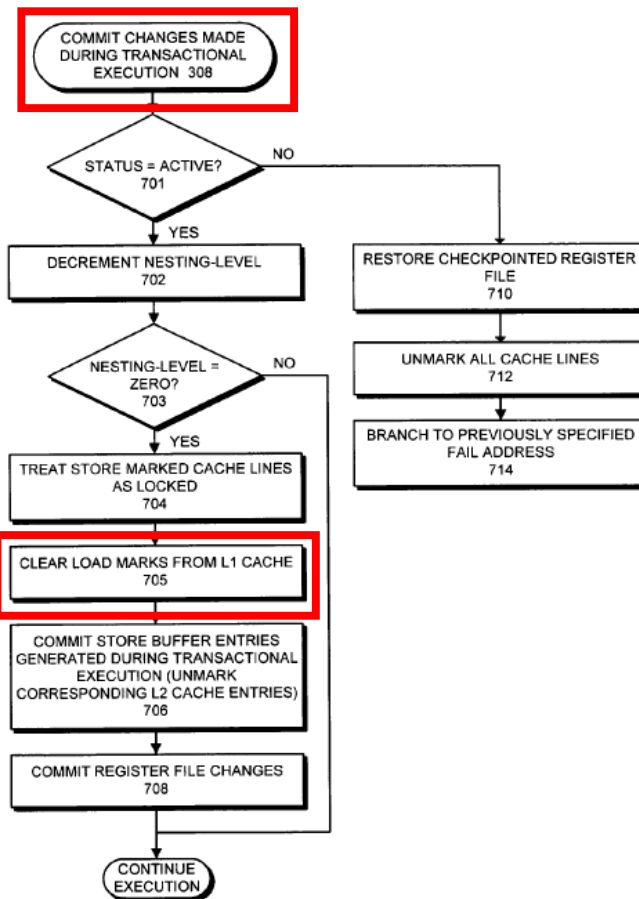 COMMIT CHANGES MADE
DURING TRANSACTIONAL
EXECUTION 308
STATUS = ACTIVE?
701
NO
YES
DECREMENT NESTING-LEVEL
702
NESTING-LEVEL =
ZERO?
703
NO
YES
TREAT STORE MARKED CACHE LINES
AS LOCKED
704
CLEAR LOAD MARKS FROM L1 CACHE
705
COMMIT STORE BUFFER ENTRIES
GENERATED DURING TRANSACTIONAL
EXECUTION (UNMARK
CORRESPONDING L2 CACHE ENTRIES)
706
COMMIT REGISTER FILE CHANGES
708
CONTINUE
EXECUTION
RESTORE CHECKPOINTED REGISTER
FILE
710
UNMARK ALL CACHE LINES
712
BRANCH TO PREVIOUSLY SPECIFIED
FAIL ADDRESS
714